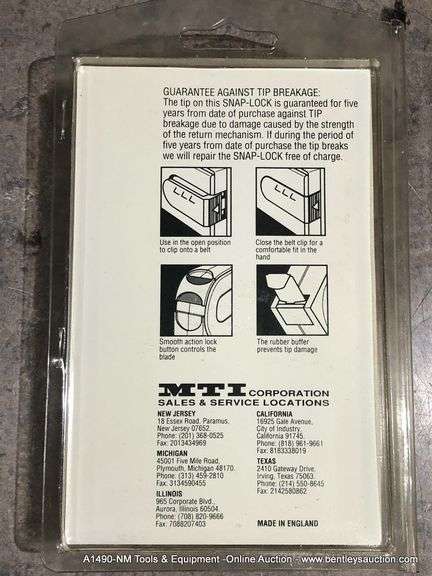 GUARANTEE AGAINST TIP BREAKAGE:
The tip on this SNAP-LOCK is guaranteed for five
years from date of purchase against TIP
breakage due to damage caused by the strength
of the return mechanism. If during the period of
five years from date of purchase the tip breaks
we will repair the SNAP-LOCK free of charge.
Use in the open position
to clip onto a belt
Close the belt clip for a
comfortable fit in the
hand
Smooth action lock
button controls the
blade
The rubber buffer
prevents tip damage
MTI CORPORATION
SALES & SERVICE LOCATIONS
NEW JERSEY
18 Essex Road, Paramus,
New Jersey 07652.
Phone: (201) 368-0525
Fax: 2013434969
MICHIGAN
45001 Five Mile Road,
Plymouth, Michigan 48170.
Phone: (313) 459-2810
Fax: 3134590455
ILLINOIS
965 Corporate Blvd.,
Aurora, Illinois 60504.
Phone: (708) 820-9666
Fax: 7088207403
CALIFORNIA
16925 Gale Avenue,
City of Industry,
California 91745.
Phone: (818) 961-9661
Fax: 8183338019
TEXAS
2410 Gateway Drive,
Irving, Texas 75063.
Phone: (214) 550-8645
Fax: 2142580862
MADE IN ENGLAND
A1490-NM Tools & Equipment -Online Auction - www.bentleysauction.com